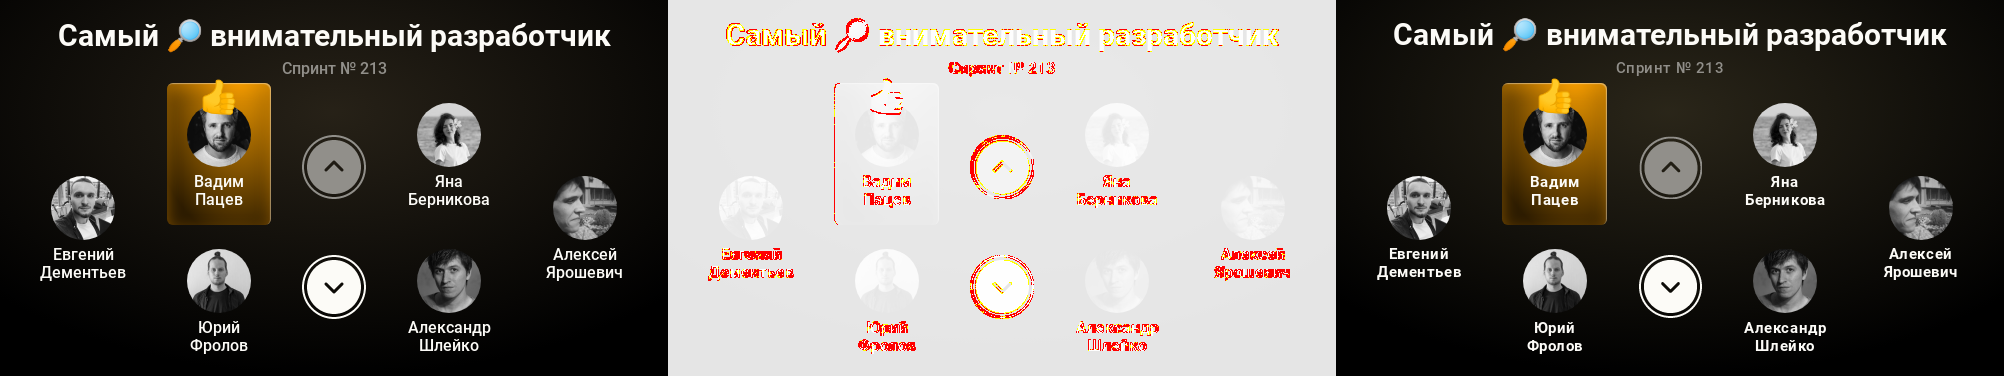 Самый 🔎 внимательный разработчик
Спринт № 213
Вадим
Пацев
Яна
Берникова
Евгений
Дементьев
Алексей
Ярошевич
Юрий
Фролов
Александр
Шлейко
Самый 🔎 внимательный разработчик
Спринт № 213
Вадим
Пацев
Яна
Берникова
Евгений
Дементьев
Алексей
Ярошевич
Юрий
Фролов
Александр
Шлейко
Самый 🔎 внимательный разработчик
Спринт № 213
Вадим
Пацев
Яна
Берникова
Евгений
Дементьев
Алексей
Ярошевич
Юрий
Фролов
Александр
Шлейко